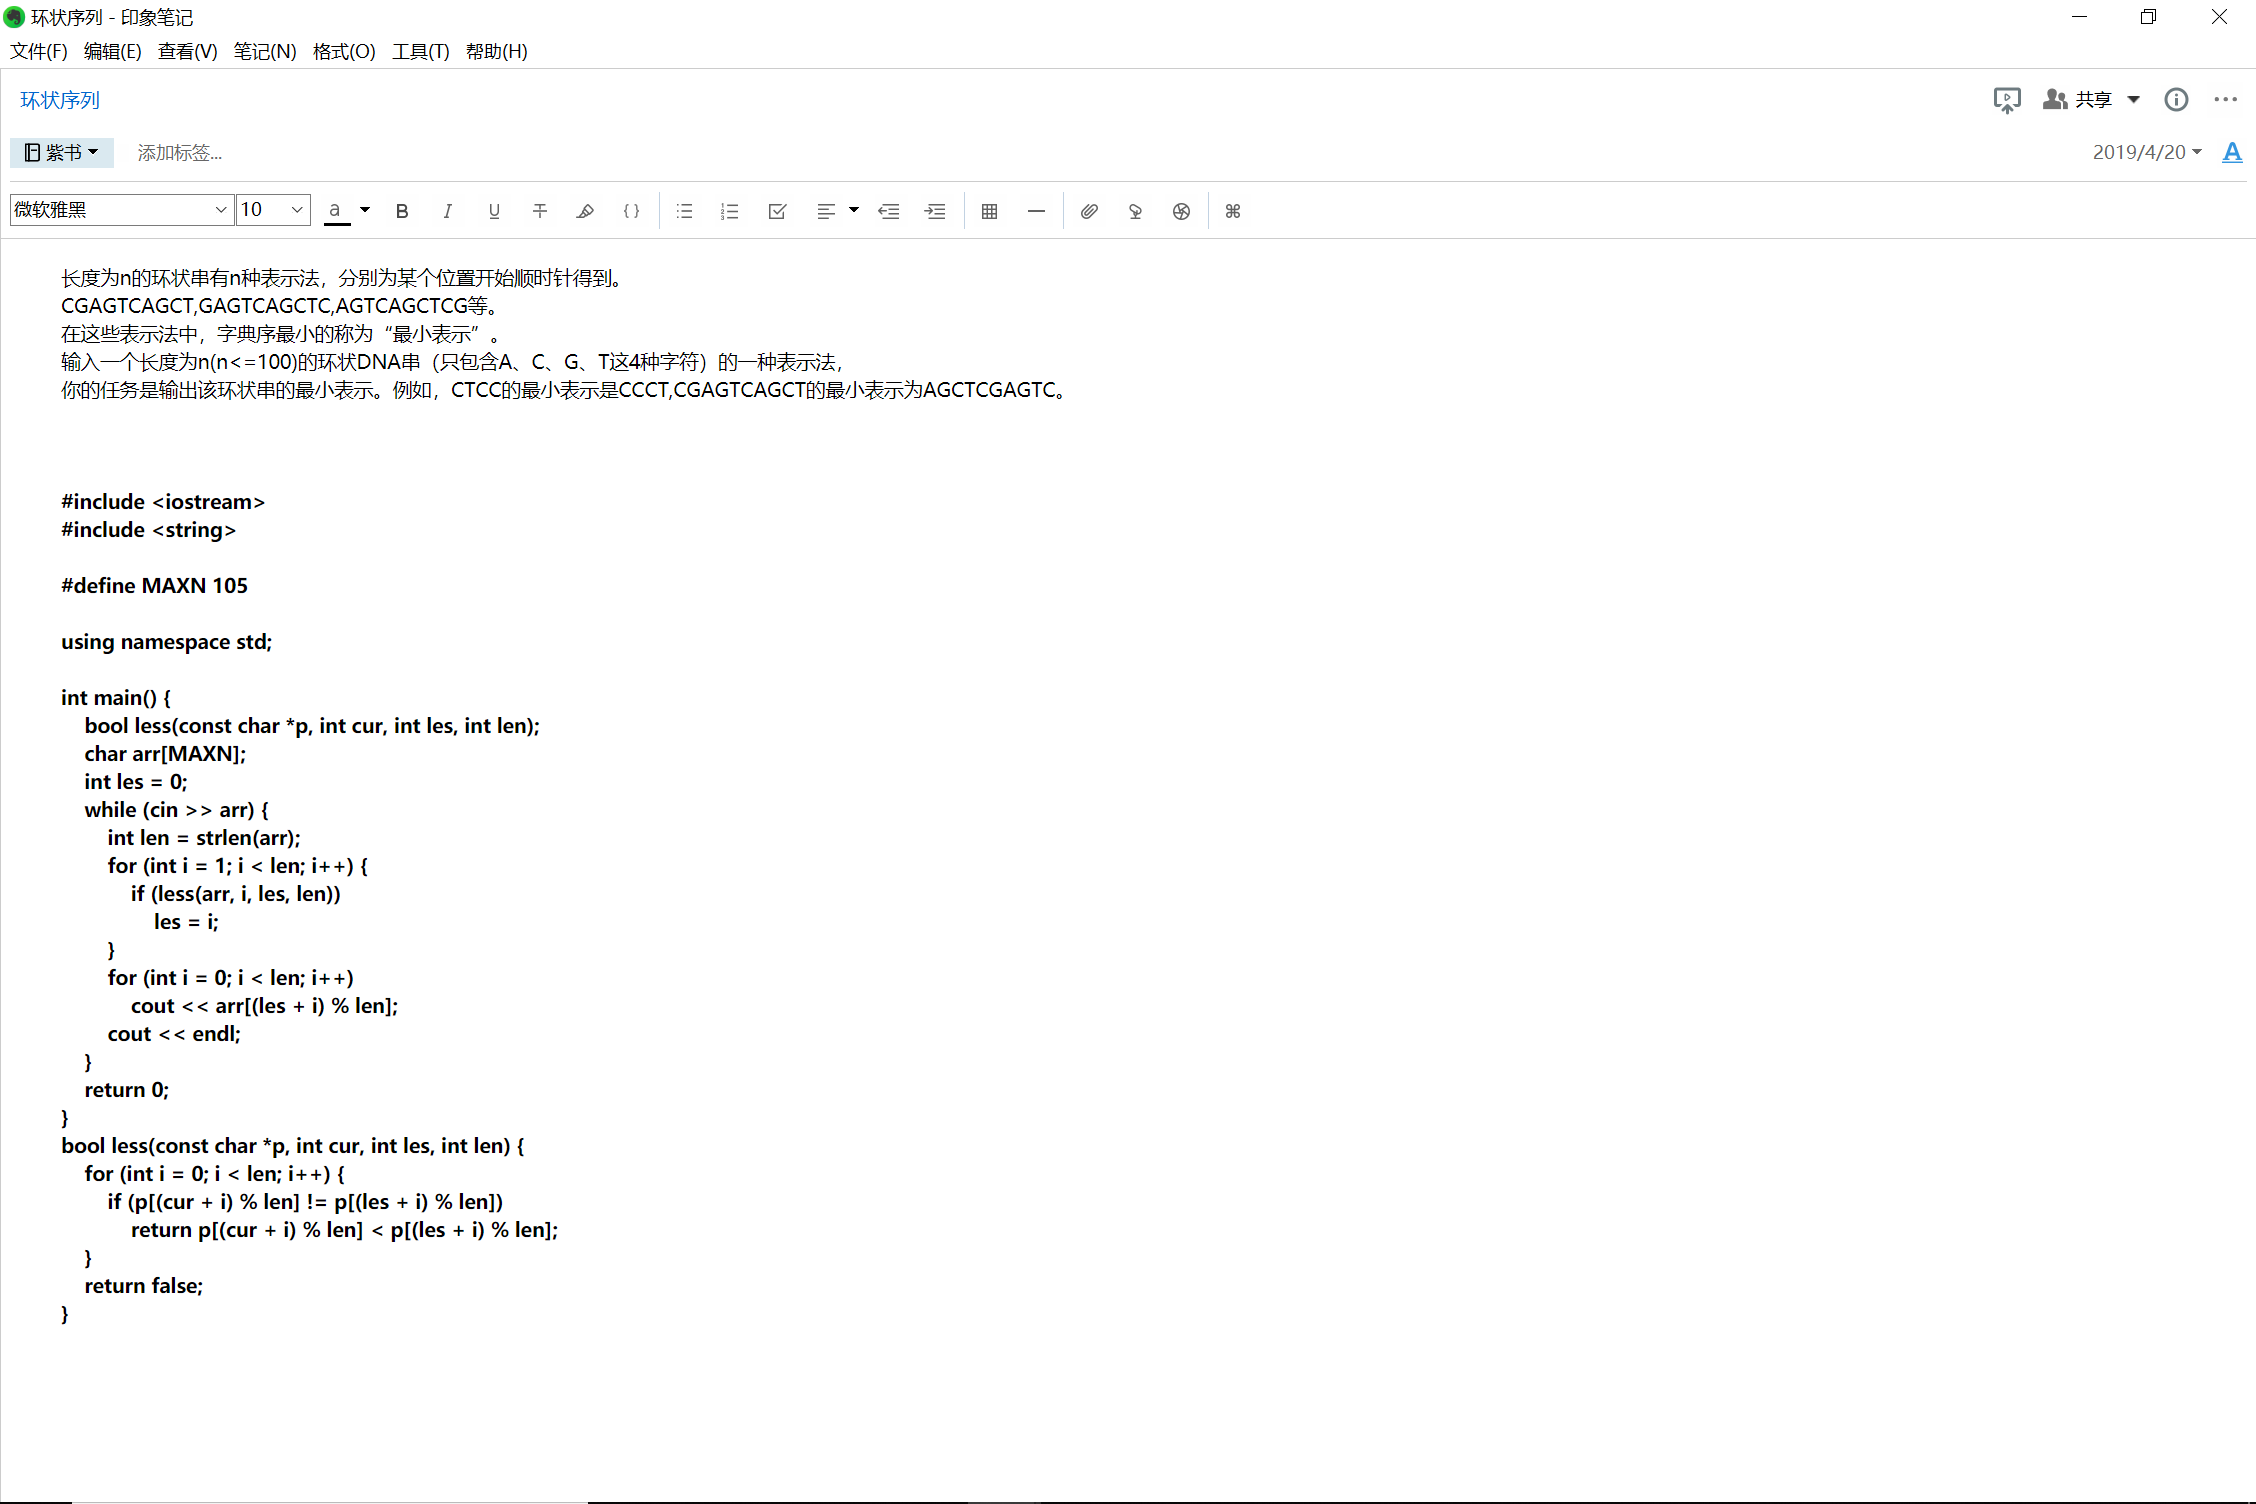 环状序列 - 印象笔记
文件(F) 编辑(E) 查看(V) 笔记(N) 格式(O) 工具(T) 帮助(H)
环状序列
共享
紫书
添加标签...
2019/4/20
A
微软雅黑
10
a B I U T {}
长度为n的环状串有n种表示法，分别为某个位置开始顺时针得到。
CGAGTCAGCT,GAGTCAGCTC,AGTCAGCTCG等。
在这些表示法中，字典序最小的称为“最小表示”。
输入一个长度为n(n<=100)的环状DNA串（只包含A、C、G、T这4种字符）的一种表示法，
你的任务是输出该环状串的最小表示。例如，CTCC的最小表示是CCCT,CGAGTCAGCT的最小表示为AGCTCGAGTC。
#include <iostream>
#include <string>
#define MAXN 105
using namespace std;
int main() {
bool less(const char *p, int cur, int les, int len);
char arr[MAXN];
int les = 0;
while (cin >> arr) {
int len = strlen(arr);
for (int i = 1; i < len; i++) {
if (less(arr, i, les, len))
les = i;
}
for (int i = 0; i < len; i++)
cout << arr[(les + i) % len];
cout << endl;
}
return 0;
}
bool less(const char *p, int cur, int les, int len) {
for (int i = 0; i < len; i++) {
if (p[(cur + i) % len] != p[(les + i) % len])
return p[(cur + i) % len] < p[(les + i) % len];
}
return false;
}